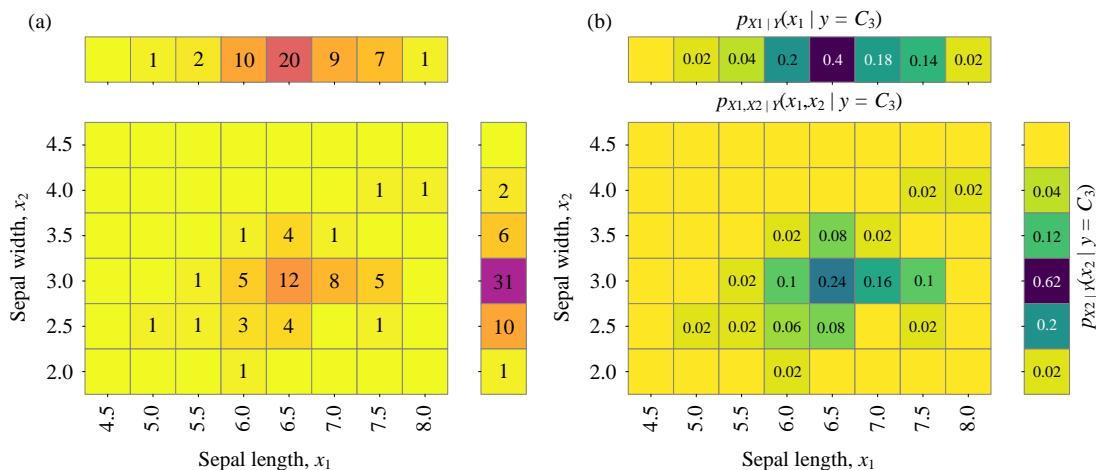 (a)
1 2 10 20 9 7 1
4.5
4.0 1 1 2
3.5 1 4 1 6
3.0 1 5 12 8 5 31
2.5 1 1 3 4 1 10
2.0 1 1
Sepal width, x₂
4.5 5.0 5.5 6.0 6.5 7.0 7.5 8.0
Sepal length, x₁
(b) pX1 | Y(x₁ | y = C₃)
0.02 0.04 0.2 0.4 0.18 0.14 0.02
pX1,X2 | Y(x₁,x₂ | y = C₃)
4.5
4.0 0.02 0.02 0.04
3.5 0.02 0.08 0.02 0.12
3.0 0.02 0.1 0.24 0.16 0.1 0.62
2.5 0.02 0.02 0.06 0.08 0.02 0.2
2.0 0.02 0.02
Sepal width, x₂
pX2 | Y(x₂ | y = C₃)
4.5 5.0 5.5 6.0 6.5 7.0 7.5 8.0
Sepal length, x₁